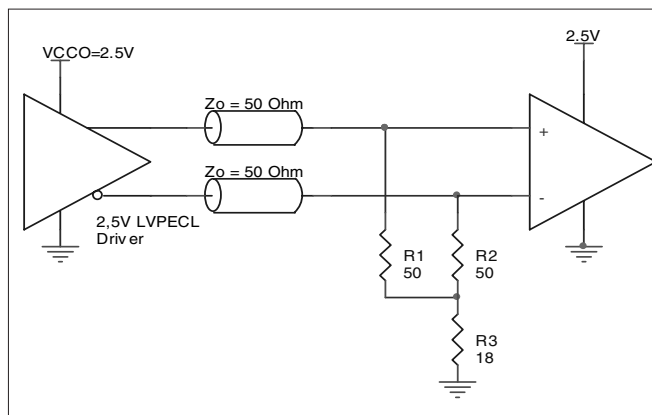 VCCO=2.5V
2.5V
Zo = 50 Ohm
+
Zo = 50 Ohm
-
2,5V LVPECL
Driver
R1
50
R2
50
R3
18